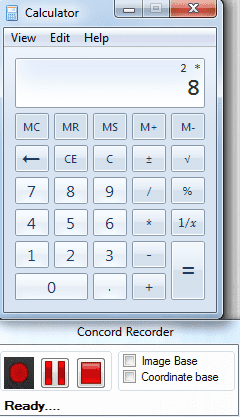 Calculator
View Edit Help
2 *
8
MC MR MS M+ M-
← CE C ± √
7 8 9 / %
4 5 6 * 1/x
1 2 3 - =
0 . +
Concord Recorder
Image Base
Coordinate base
Ready....